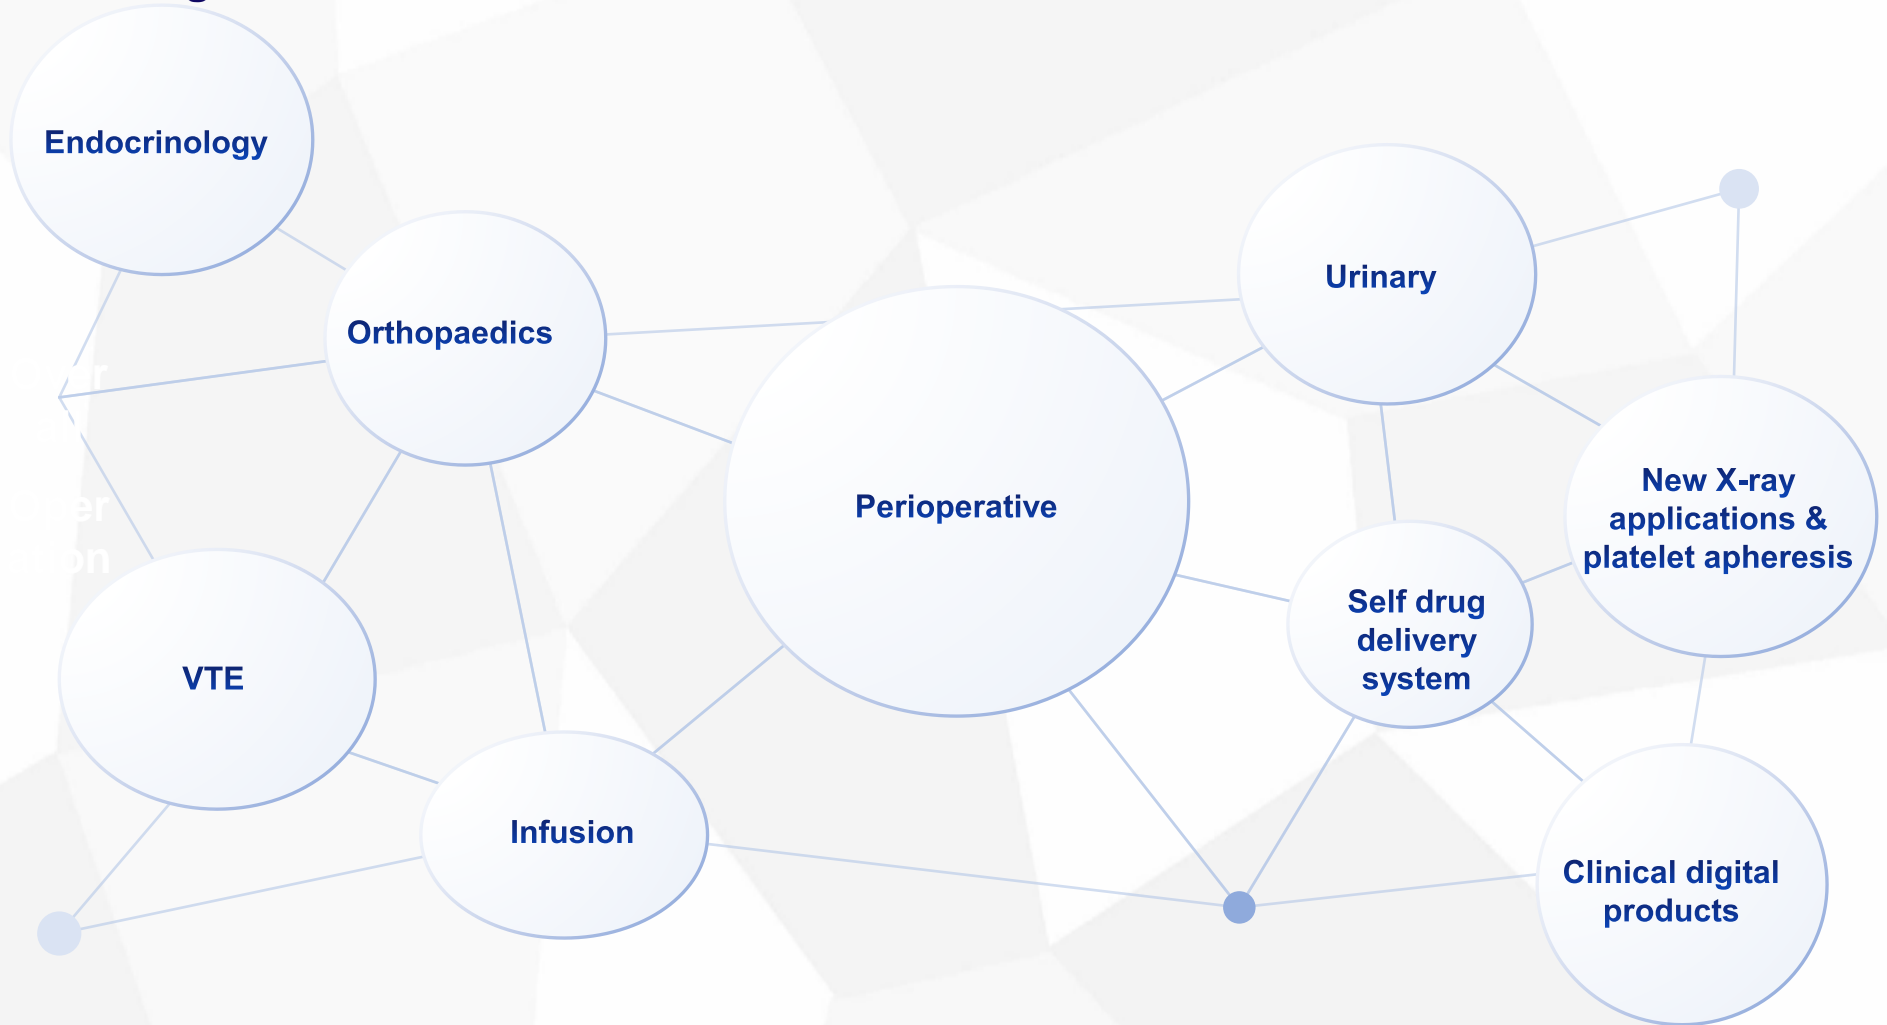 Endocrinology
Urinary
Orthopaedics
New X-ray
applications &
platelet apheresis
Perioperative
Self drug
delivery
system
VTE
Infusion
Clinical digital
products